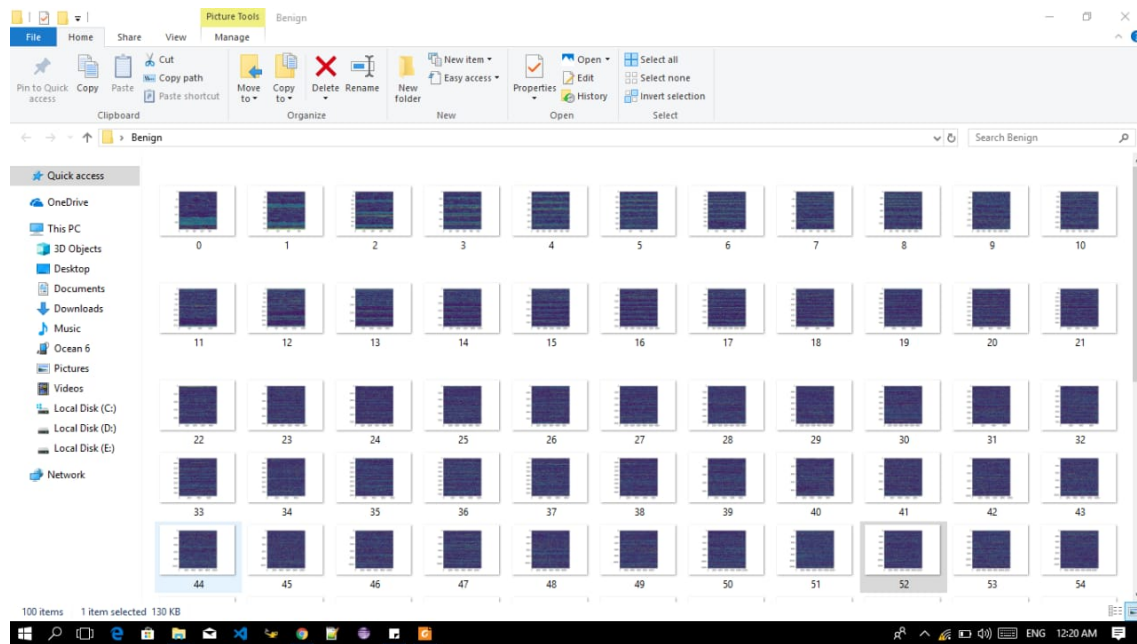 Picture Tools Benign
File Home Share View Manage
Pin to Quick access
Copy
Paste
Cut
Copy path
Paste shortcut
Move to
Copy to
Delete
Rename
New folder
New item
Easy access
Properties
Open
Edit
History
Select all
Select none
Invert selection
Clipboard Organize New Open Select
Benign
Search Benign
Quick access
OneDrive
This PC
3D Objects
Desktop
Documents
Downloads
Music
Ocean 6
Pictures
Videos
Local Disk (C:)
Local Disk (D:)
Local Disk (E:)
Network
0 1 2 3 4 5 6 7 8 9 10
11 12 13 14 15 16 17 18 19 20 21
22 23 24 25 26 27 28 29 30 31 32
33 34 35 36 37 38 39 40 41 42 43
44 45 46 47 48 49 50 51 52 53 54
100 items 1 item selected 130 KB
ENG 12:20 AM